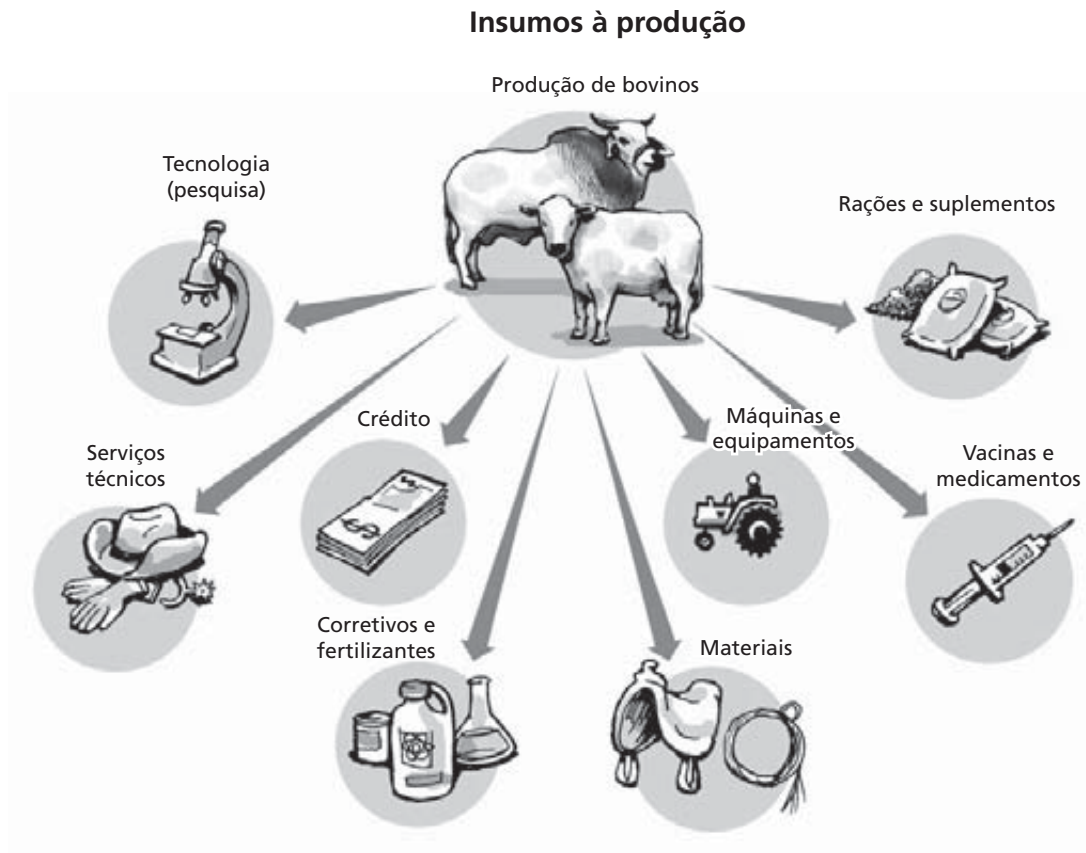 Insumos à produção
Produção de bovinos
Tecnologia
(pesquisa)
Rações e suplementos
Crédito
Máquinas e
equipamentos
Serviços
técnicos
Vacinas e
medicamentos
Corretivos e
fertilizantes
Materiais